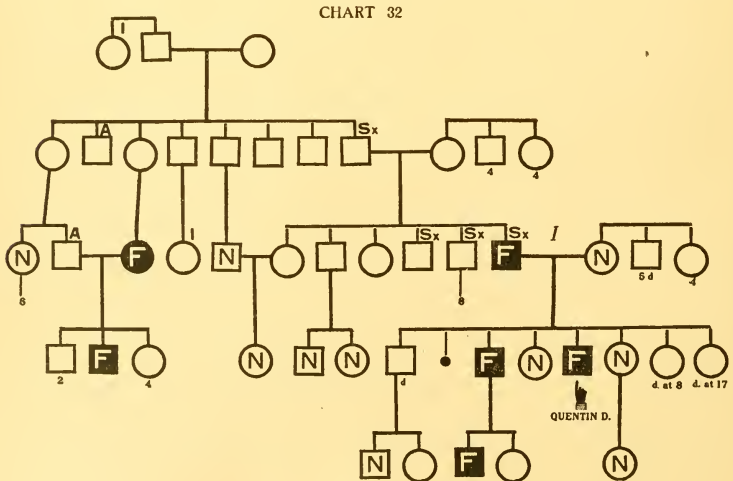 CHART 32
I
A Sx
4 4
A Sx Sx Sx I
N F I N F N
6 8 5 d 4
F N N N d F N F N d. at 8 d. at 17
2 4
QUENTIN D.
N F N